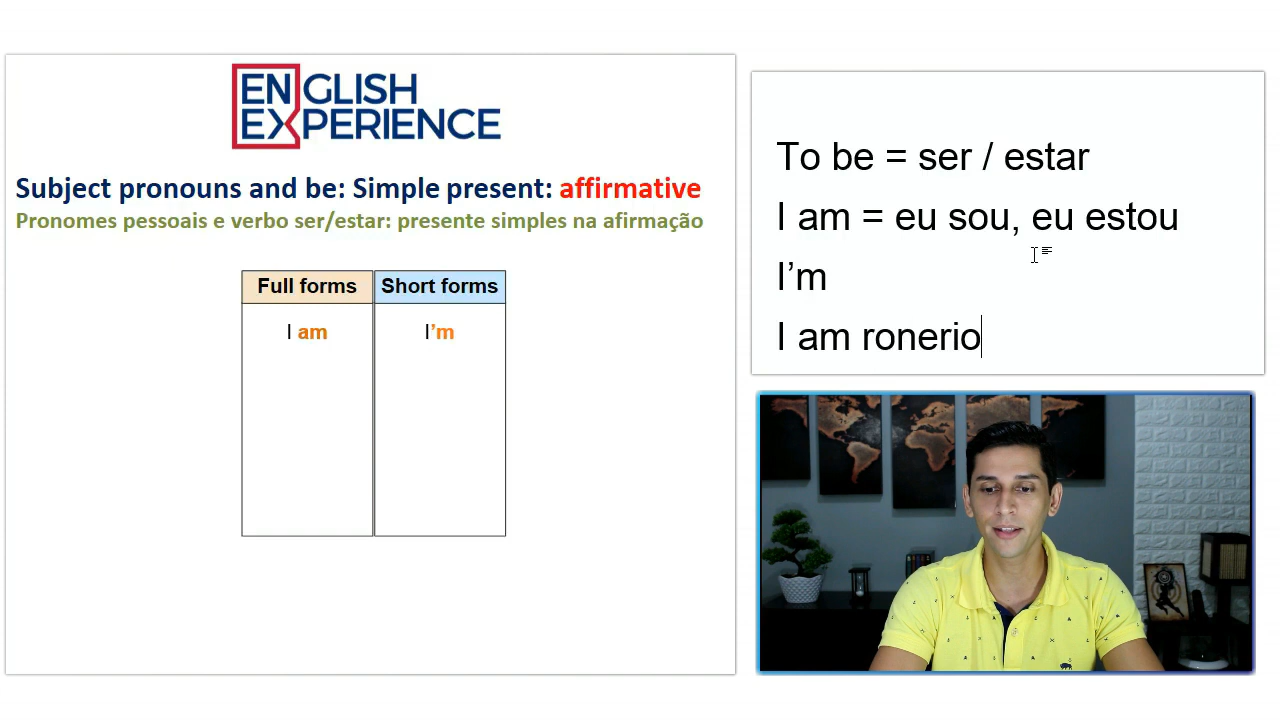 ENGLISH
EXPERIENCE
Subject pronouns and be: Simple present: affirmative
Pronomes pessoais e verbo ser/estar: presente simples na afirmação
Full forms
Short forms
I am
I’m
To be = ser / estar
I am = eu sou, eu estou
I’m
I am ronerio